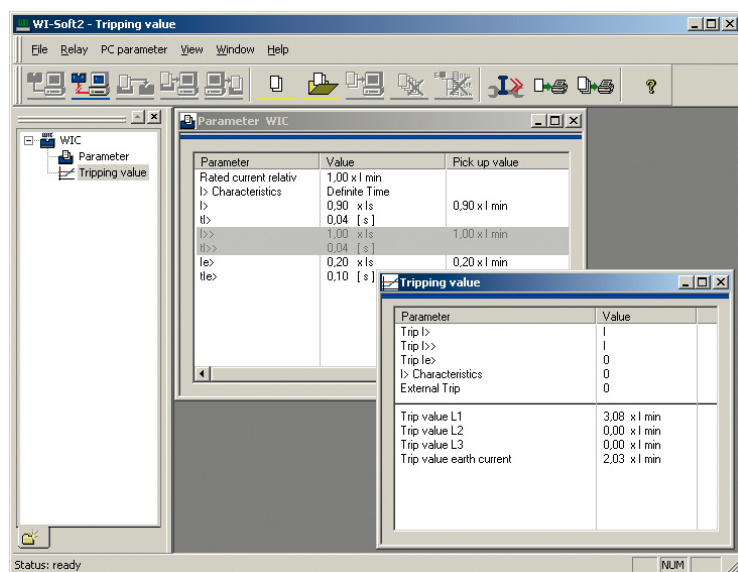 WI-Soft2 - Tripping value
File Relay PC parameter View Window Help
WIC
Parameter
Tripping value
Parameter WIC
Parameter Value Pick up value
Rated current relativ 1,00 x I min
I> Characteristics Definite Time
I> 0,90 x Is 0,90 x I min
tI> 0,04 [ s ]
I>> 1,00 x Is 1,00 x I min
tI>> 0,04 [ s ]
Ie> 0,20 x Is 0,20 x I min
tIe> 0,10 [ s ]
Tripping value
Parameter Value
Trip I> I
Trip I>> I
Trip Ie> 0
I> Characteristics 0
External Trip 0
Trip value L1 3,08 x I min
Trip value L2 0,00 x I min
Trip value L3 0,00 x I min
Trip value earth current 2,03 x I min
Status: ready NUM